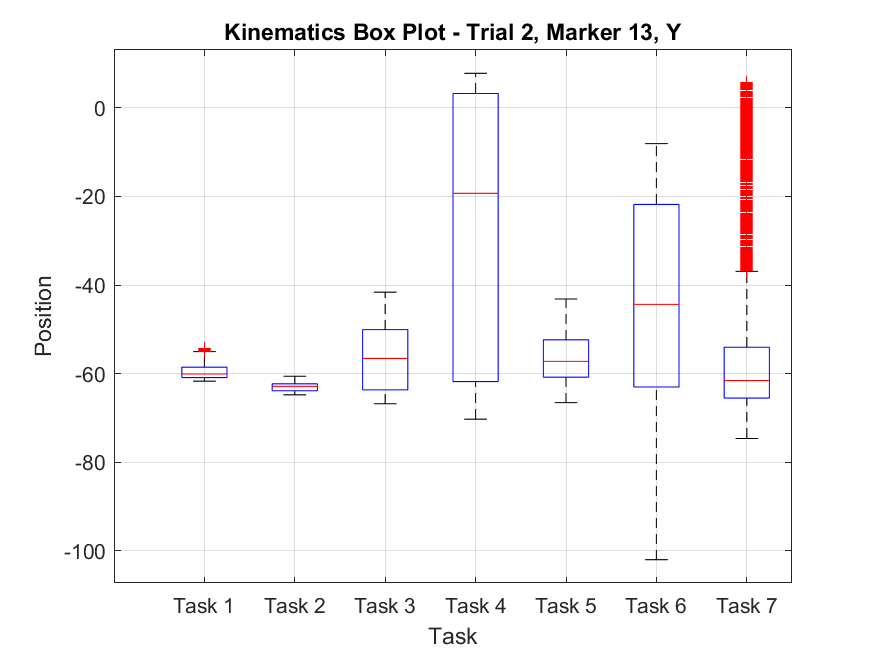 Kinematics Box Plot - Trial 2, Marker 13, Y
Position
0
-20
-40
-60
-80
-100
Task 1 Task 2 Task 3 Task 4 Task 5 Task 6 Task 7
Task